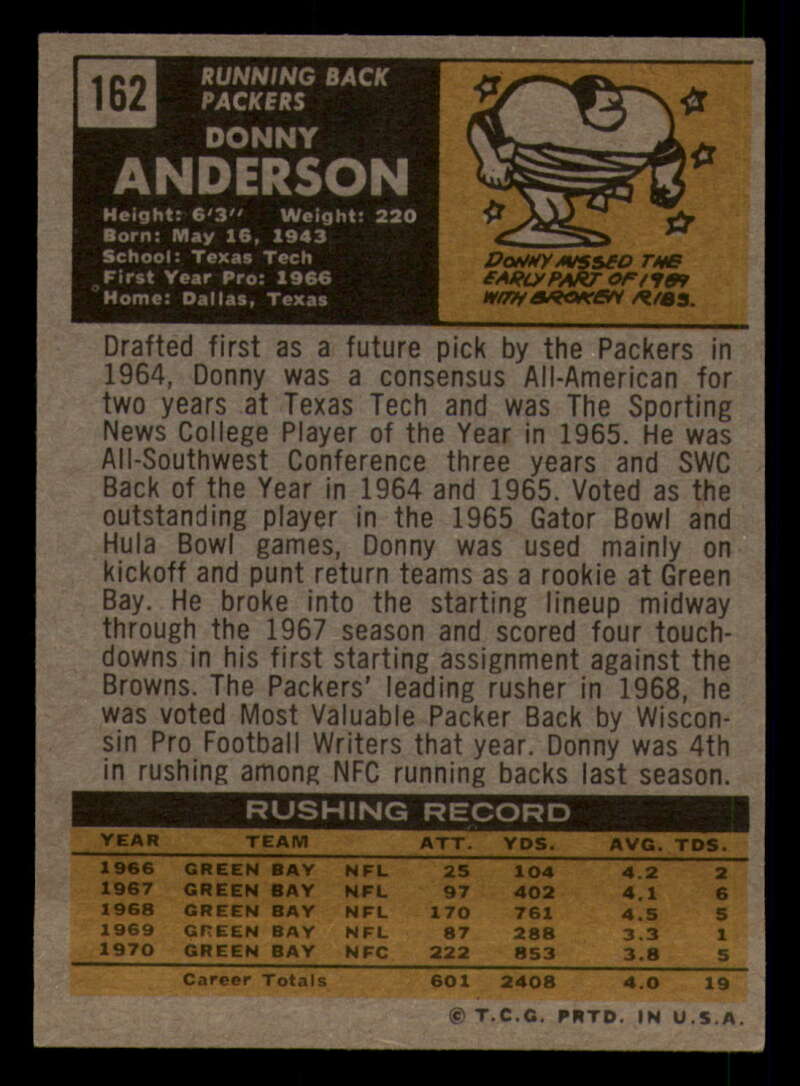 162
RUNNING BACK
PACKERS
DONNY
ANDERSON
Height: 6'3" Weight: 220
Born: May 16, 1943
School: Texas Tech
First Year Pro: 1966
Home: Dallas, Texas
DONNY MISSED THE
EARLY PART OF 1969
WITH BROKEN RIBS.
Drafted first as a future pick by the Packers in
1964, Donny was a consensus All-American for
two years at Texas Tech and was The Sporting
News College Player of the Year in 1965. He was
All-Southwest Conference three years and SWC
Back of the Year in 1964 and 1965. Voted as the
outstanding player in the 1965 Gator Bowl and
Hula Bowl games, Donny was used mainly on
kickoff and punt return teams as a rookie at Green
Bay. He broke into the starting lineup midway
through the 1967 season and scored four touch-
downs in his first starting assignment against the
Browns. The Packers' leading rusher in 1968, he
was voted Most Valuable Packer Back by Wiscon-
sin Pro Football Writers that year. Donny was 4th
in rushing among NFC running backs last season.
RUSHING RECORD
YEAR TEAM ATT. YDS. AVG. TDS.
1966 GREEN BAY NFL 25 104 4.2 2
1967 GREEN BAY NFL 97 402 4.1 6
1968 GREEN BAY NFL 170 761 4.5 5
1969 GREEN BAY NFL 87 288 3.3 1
1970 GREEN BAY NFC 222 853 3.8 5
Career Totals 601 2408 4.0 19
© T.C.G. PRTD. IN U.S.A.